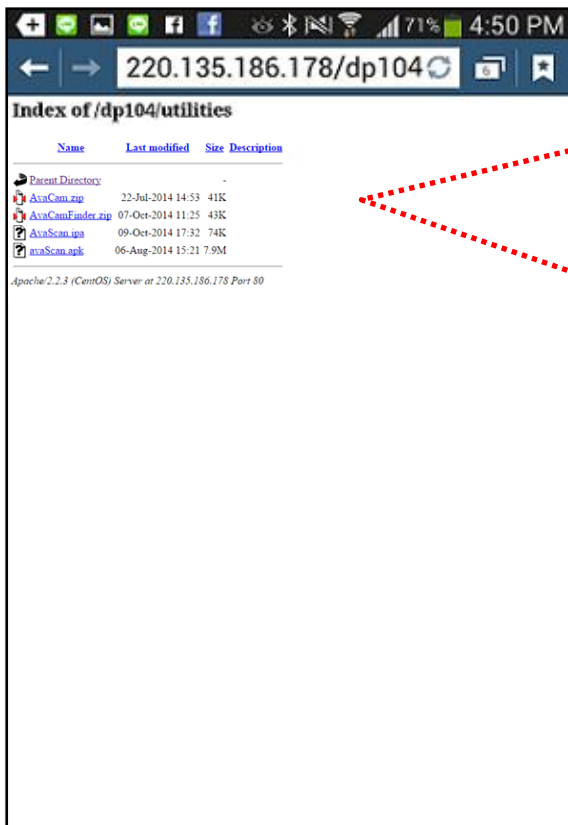 71% 4:50 PM
220.135.186.178/dp104
6
Index of /dp104/utilities
Name Last modified Size Description
Parent Directory -
AvaCam.zip 22-Jul-2014 14:53 41K
AvaCamFinder.zip 07-Oct-2014 11:25 43K
AvaScan.ipa 09-Oct-2014 17:32 74K
avaScan.apk 06-Aug-2014 15:21 7.9M
Apache/2.2.3 (CentOS) Server at 220.135.186.178 Port 80